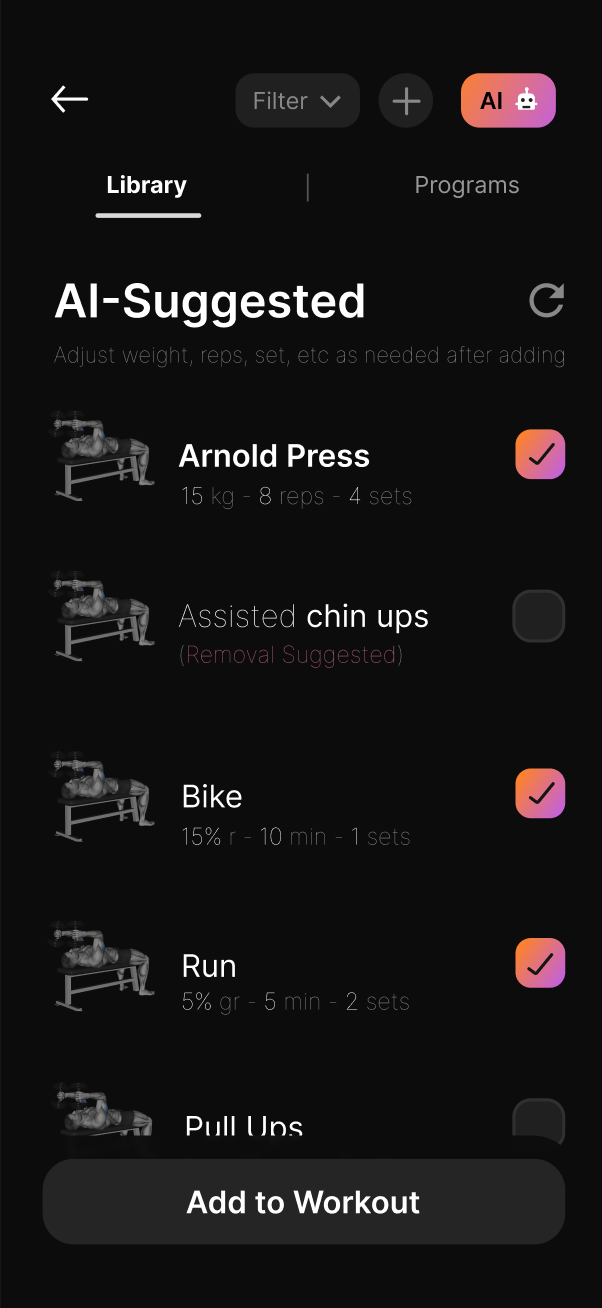 Filter
AI
Library | Programs
AI-Suggested
Adjust weight, reps, set, etc as needed after adding
Arnold Press
15 kg - 8 reps - 4 sets
Assisted chin ups
(Removal Suggested)
Bike
15% r - 10 min - 1 sets
Run
5% gr - 5 min - 2 sets
Pull Ups
Add to Workout